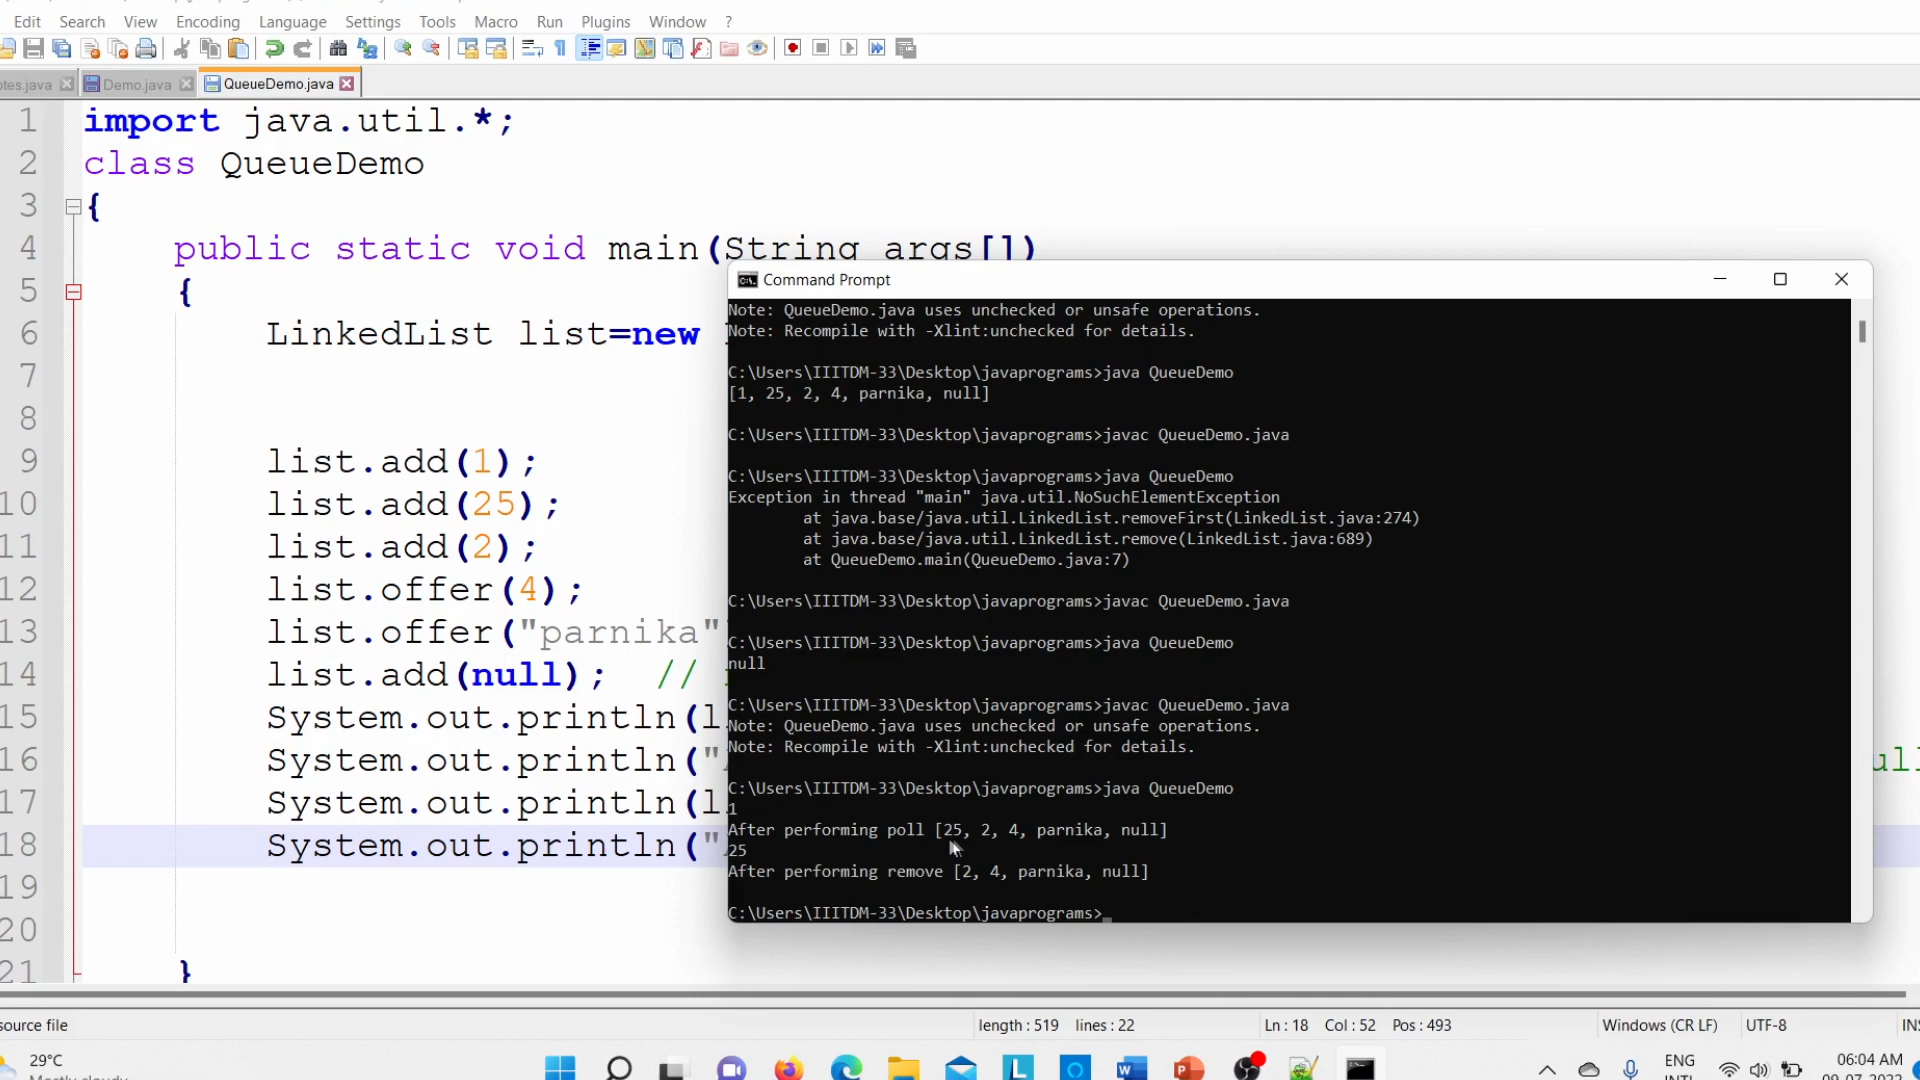 Edit Search View Encoding Language Settings Tools Macro Run Plugins Window ?
tes.java Demo.java QueueDemo.java
1 import java.util.*;
2 class QueueDemo
3 {
4 public static void main(String args[])
5 {
6 LinkedList list=new
7
8
9 list.add(1);
10 list.add(25);
11 list.add(2);
12 list.offer(4);
13 list.offer("parnika"
14 list.add(null); //
15 System.out.println(l
16 System.out.println("
17 System.out.println(l
18 System.out.println("
19
20
21 }
Command Prompt
Note: QueueDemo.java uses unchecked or unsafe operations.
Note: Recompile with -Xlint:unchecked for details.
C:\Users\IIITDM-33\Desktop\javaprograms>java QueueDemo
[1, 25, 2, 4, parnika, null]
C:\Users\IIITDM-33\Desktop\javaprograms>javac QueueDemo.java
C:\Users\IIITDM-33\Desktop\javaprograms>java QueueDemo
Exception in thread "main" java.util.NoSuchElementException
at java.base/java.util.LinkedList.removeFirst(LinkedList.java:274)
at java.base/java.util.LinkedList.remove(LinkedList.java:689)
at QueueDemo.main(QueueDemo.java:7)
C:\Users\IIITDM-33\Desktop\javaprograms>javac QueueDemo.java
C:\Users\IIITDM-33\Desktop\javaprograms>java QueueDemo
null
C:\Users\IIITDM-33\Desktop\javaprograms>javac QueueDemo.java
Note: QueueDemo.java uses unchecked or unsafe operations.
Note: Recompile with -Xlint:unchecked for details.
C:\Users\IIITDM-33\Desktop\javaprograms>java QueueDemo
1
After performing poll [25, 2, 4, parnika, null]
25
After performing remove [2, 4, parnika, null]
C:\Users\IIITDM-33\Desktop\javaprograms>
ull
source file length : 519 lines : 22 Ln : 18 Col : 52 Pos : 493 Windows (CR LF) UTF-8 INS
29°C
Mostly cloudy
ENG
INTL
06:04 AM
09-07-2022